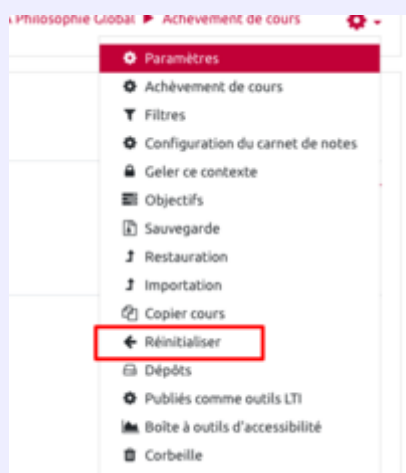 Philosophie Global ► Achèvement de cours
Paramètres
Achèvement de cours
Filtres
Configuration du carnet de notes
Geler ce contexte
Objectifs
Sauvegarde
Restauration
Importation
Copier cours
Réinitialiser
Dépôts
Publiés comme outils LTI
Boîte à outils d'accessibilité
Corbeille